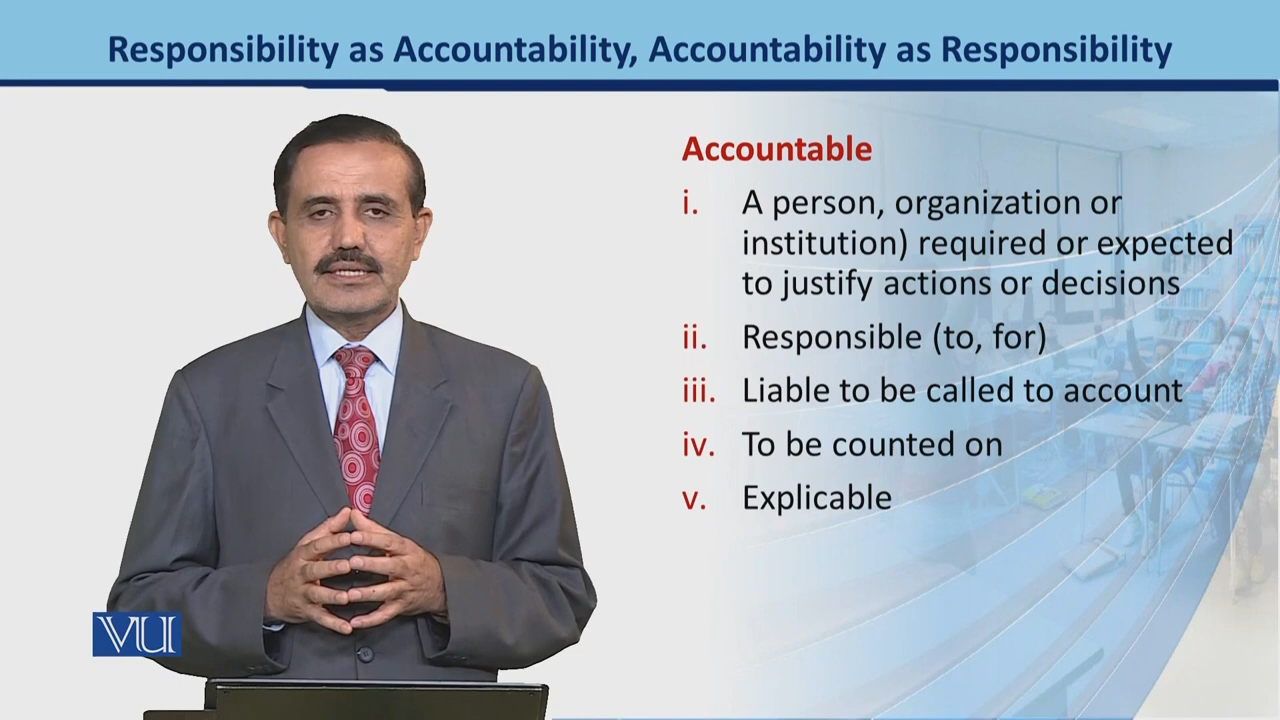 Responsibility as Accountability, Accountability as Responsibility
Accountable
i. A person, organization or
institution) required or expected
to justify actions or decisions
ii. Responsible (to, for)
iii. Liable to be called to account
iv. To be counted on
v. Explicable
VU